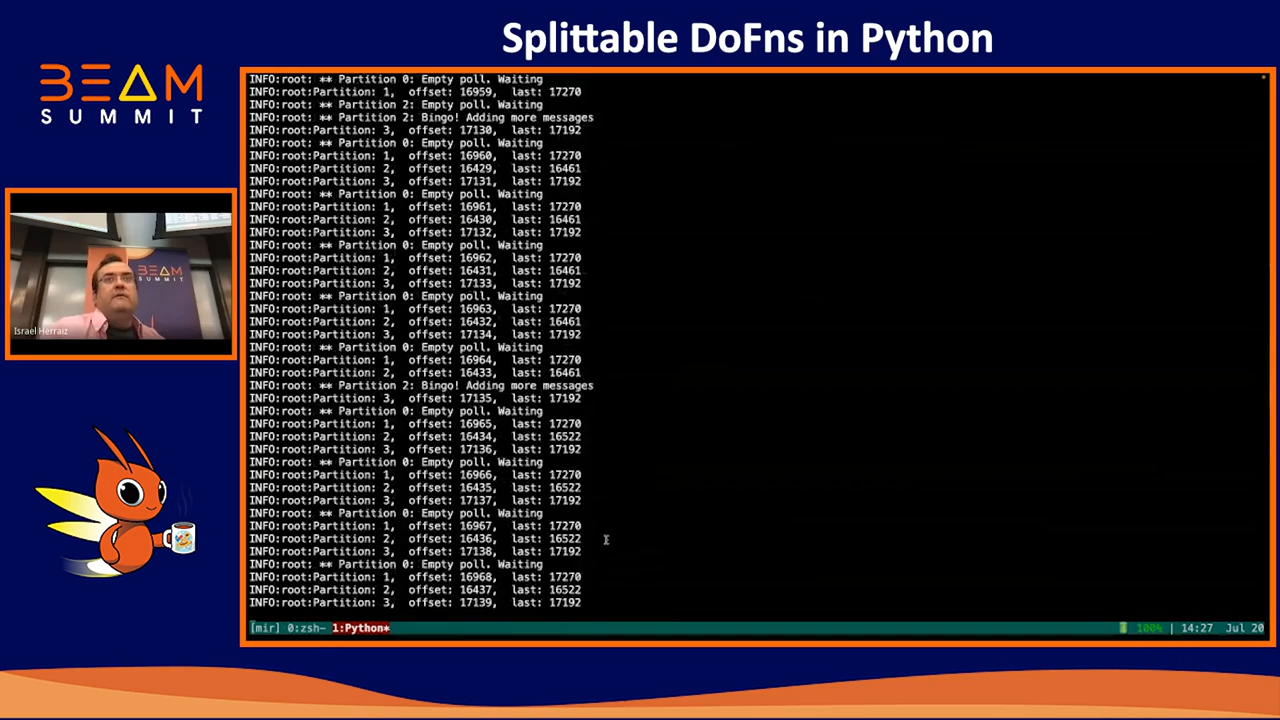 Splittable DoFns in Python
BEAM
SUMMIT
INFO:root: ** Partition 0: Empty poll. Waiting
INFO:root:Partition: 1, offset: 16959, last: 17270
INFO:root: ** Partition 2: Empty poll. Waiting
INFO:root: ** Partition 2: Bingo! Adding more messages
INFO:root:Partition: 3, offset: 17130, last: 17192
INFO:root: ** Partition 0: Empty poll. Waiting
INFO:root:Partition: 1, offset: 16960, last: 17270
INFO:root:Partition: 2, offset: 16429, last: 16461
INFO:root:Partition: 3, offset: 17131, last: 17192
INFO:root: ** Partition 0: Empty poll. Waiting
INFO:root:Partition: 1, offset: 16961, last: 17270
INFO:root:Partition: 2, offset: 16430, last: 16461
INFO:root:Partition: 3, offset: 17132, last: 17192
INFO:root: ** Partition 0: Empty poll. Waiting
INFO:root:Partition: 1, offset: 16962, last: 17270
INFO:root:Partition: 2, offset: 16431, last: 16461
INFO:root:Partition: 3, offset: 17133, last: 17192
INFO:root: ** Partition 0: Empty poll. Waiting
INFO:root:Partition: 1, offset: 16963, last: 17270
INFO:root:Partition: 2, offset: 16432, last: 16461
INFO:root:Partition: 3, offset: 17134, last: 17192
INFO:root: ** Partition 0: Empty poll. Waiting
INFO:root:Partition: 1, offset: 16964, last: 17270
INFO:root:Partition: 2, offset: 16433, last: 16461
INFO:root: ** Partition 2: Bingo! Adding more messages
INFO:root:Partition: 3, offset: 17135, last: 17192
INFO:root: ** Partition 0: Empty poll. Waiting
INFO:root:Partition: 1, offset: 16965, last: 17270
INFO:root:Partition: 2, offset: 16434, last: 16522
INFO:root:Partition: 3, offset: 17136, last: 17192
INFO:root: ** Partition 0: Empty poll. Waiting
INFO:root:Partition: 1, offset: 16966, last: 17270
INFO:root:Partition: 2, offset: 16435, last: 16522
INFO:root:Partition: 3, offset: 17137, last: 17192
INFO:root: ** Partition 0: Empty poll. Waiting
INFO:root:Partition: 1, offset: 16967, last: 17270
INFO:root:Partition: 2, offset: 16436, last: 16522
INFO:root:Partition: 3, offset: 17138, last: 17192
INFO:root: ** Partition 0: Empty poll. Waiting
INFO:root:Partition: 1, offset: 16968, last: 17270
INFO:root:Partition: 2, offset: 16437, last: 16522
INFO:root:Partition: 3, offset: 17139, last: 17192
[mir] 0:zsh- 1:Python* 100% | 14:27 Jul 20
BEAM
SUMMIT
Israel Herraiz